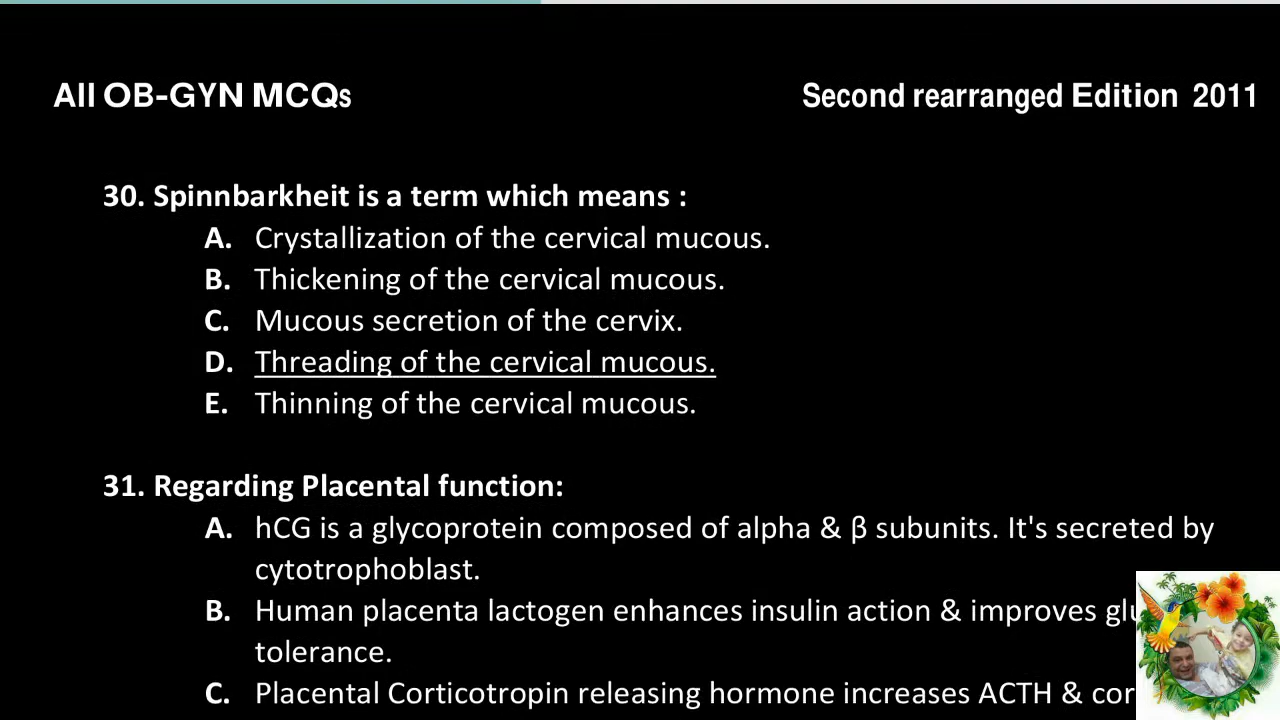 All OB-GYN MCQs Second rearranged Edition 2011
30. Spinnbarkheit is a term which means :
A. Crystallization of the cervical mucous.
B. Thickening of the cervical mucous.
C. Mucous secretion of the cervix.
D. Threading of the cervical mucous.
E. Thinning of the cervical mucous.
31. Regarding Placental function:
A. hCG is a glycoprotein composed of alpha & β subunits. It's secreted by
cytotrophoblast.
B. Human placenta lactogen enhances insulin action & improves
tolerance.
C. Placental Corticotropin releasing hormone increases ACTH &